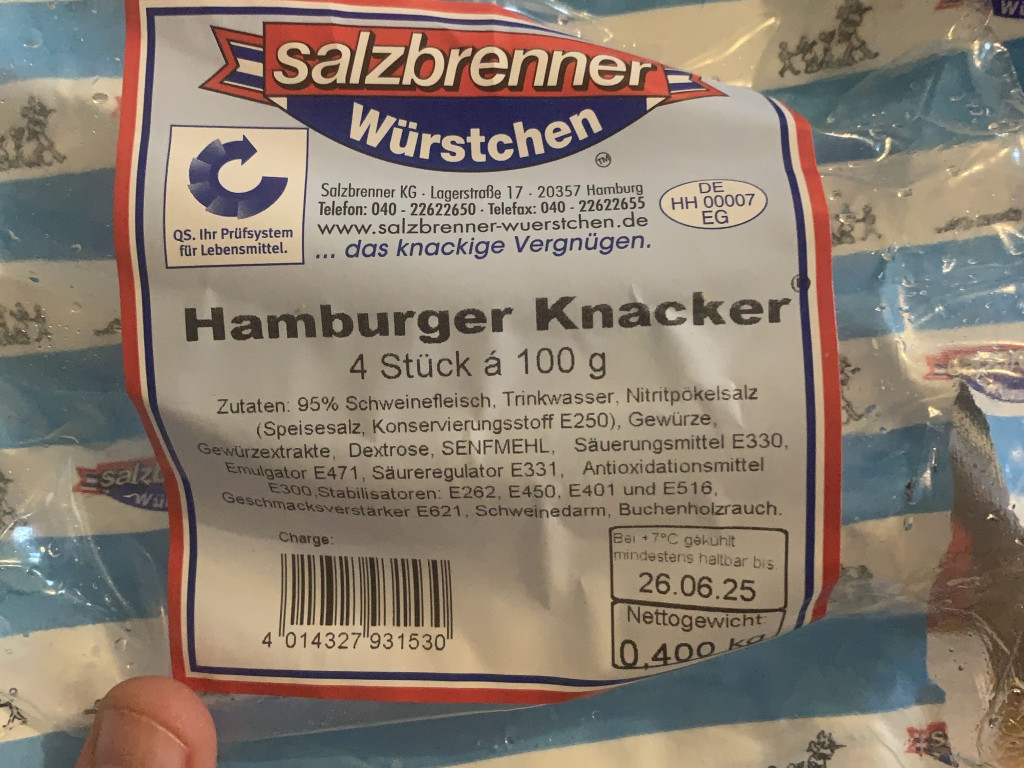 salzbrenner
Würstchen
TM
QS. Ihr Prüfsystem
für Lebensmittel.
Salzbrenner KG · Lagerstraße 17 · 20357 Hamburg
Telefon: 040 - 22622650 · Telefax: 040 - 22622655
www.salzbrenner-wuerstchen.de
... das knackige Vergnügen.
DE
HH 00007
EG
Hamburger Knacker®
4 Stück á 100 g
Zutaten: 95% Schweinefleisch, Trinkwasser, Nitritpökelsalz
(Speisesalz, Konservierungsstoff E250), Gewürze,
Gewürzextrakte, Dextrose, SENFMEHL, Säuerungsmittel E330,
Emulgator E471, Säureregulator E331, Antioxidationsmittel
E300,Stabilisatoren: E262, E450, E401 und E516,
Geschmacksverstärker E621, Schweinedarm, Buchenholzrauch.
Charge:
4 014327 931530
Bei +7°C gekühlt
mindestens haltbar bis
26.06.25
Nettogewicht:
0,400 kg
salzb
Wü